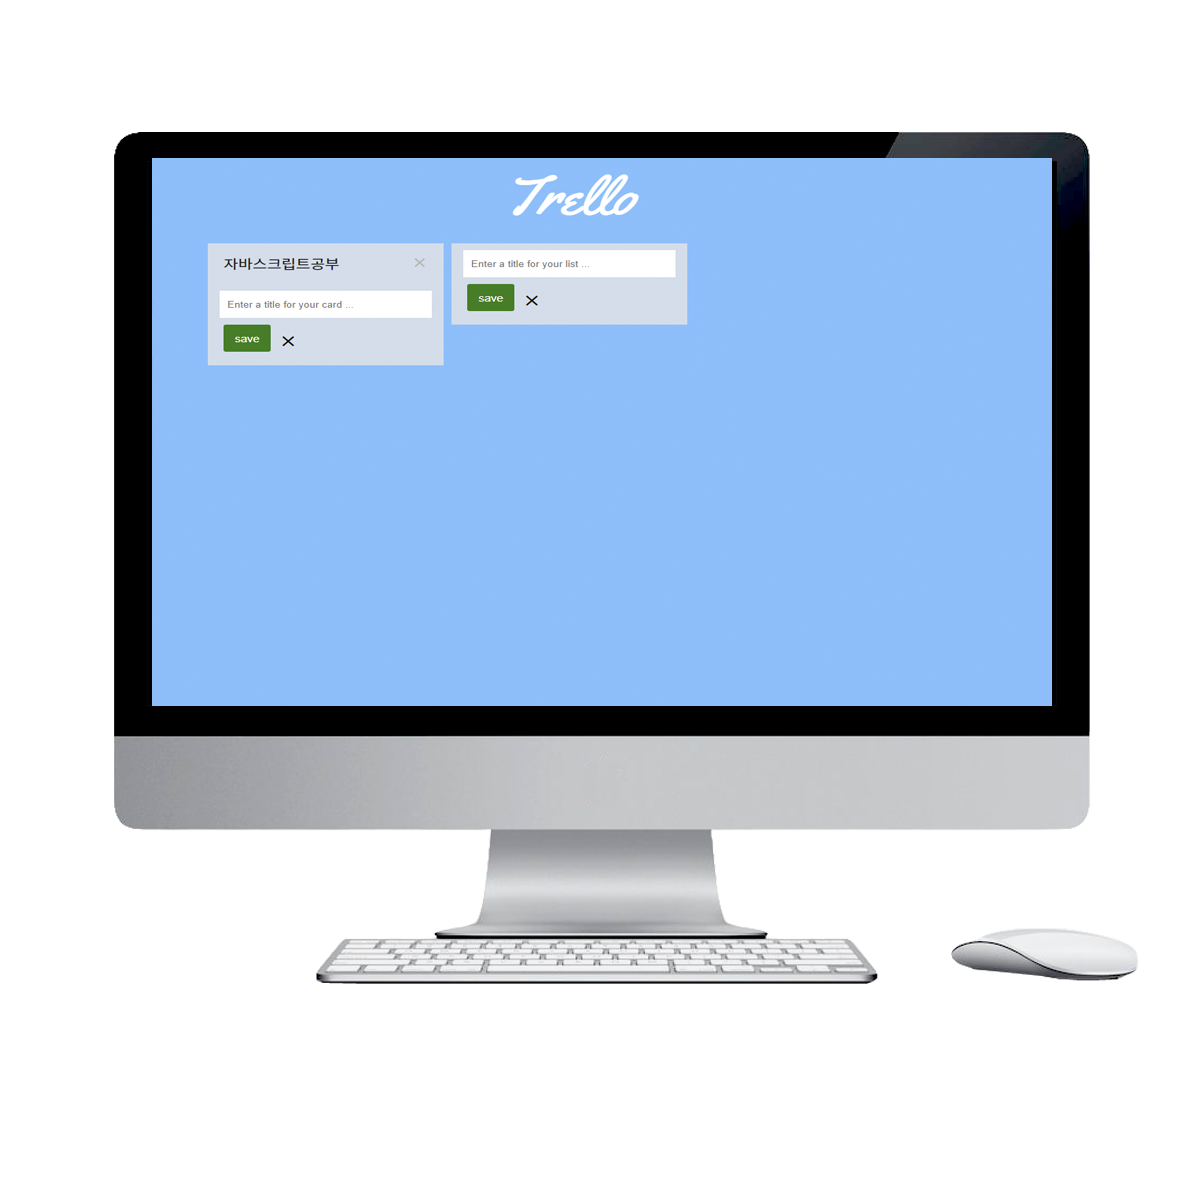 Trello
자바스크립트공부
Enter a title for your card ...
save
Enter a title for your list ...
save